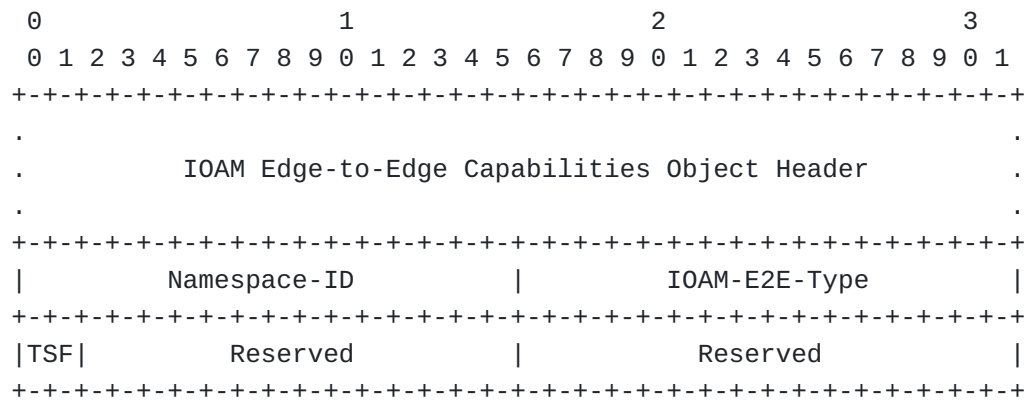 0                   1                   2                   3
 0 1 2 3 4 5 6 7 8 9 0 1 2 3 4 5 6 7 8 9 0 1 2 3 4 5 6 7 8 9 0 1
+-+-+-+-+-+-+-+-+-+-+-+-+-+-+-+-+-+-+-+-+-+-+-+-+-+-+-+-+-+-+-+-+
.                                                               .
.          IOAM Edge-to-Edge Capabilities Object Header         .
.                                                               .
+-+-+-+-+-+-+-+-+-+-+-+-+-+-+-+-+-+-+-+-+-+-+-+-+-+-+-+-+-+-+-+-+
|         Namespace-ID          |         IOAM-E2E-Type         |
+-+-+-+-+-+-+-+-+-+-+-+-+-+-+-+-+-+-+-+-+-+-+-+-+-+-+-+-+-+-+-+-+
|TSF|         Reserved          |           Reserved            |
+-+-+-+-+-+-+-+-+-+-+-+-+-+-+-+-+-+-+-+-+-+-+-+-+-+-+-+-+-+-+-+-+